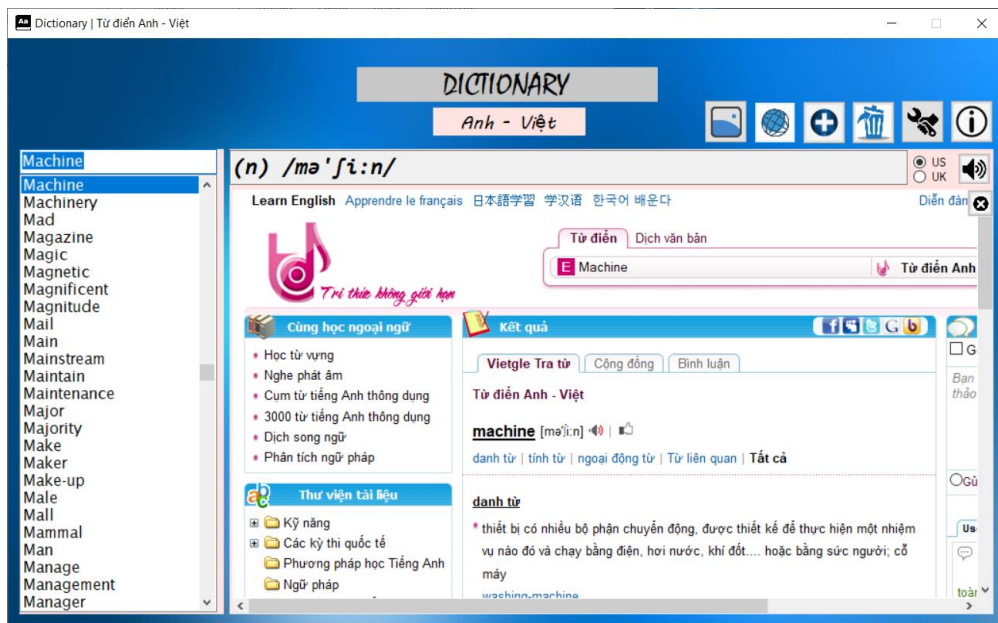 Dictionary | Từ điển Anh - Việt
DICTIONARY
Anh - Việt
Machine
Machine
Machinery
Mad
Magazine
Magic
Magnetic
Magnificent
Magnitude
Mail
Main
Mainstream
Maintain
Maintenance
Major
Majority
Make
Maker
Make-up
Male
Mall
Mammal
Man
Manage
Management
Manager
(n) /mə'ʃi:n/
US
UK
Learn English Apprendre le français 日本語学習 学汉语 한국어 배운다
Diễn đàn
Từ điển Dịch văn bản
E Machine
Từ điển Anh
Tri thức không giới hạn
Cùng học ngoại ngữ
Học từ vựng
Nghe phát âm
Cụm từ tiếng Anh thông dụng
3000 từ tiếng Anh thông dụng
Dịch song ngữ
Phân tích ngữ pháp
Thư viện tài liệu
Kỹ năng
Các kỳ thi quốc tế
Phương pháp học Tiếng Anh
Ngữ pháp
Kết quả
Vietgle Tra từ Cộng đồng Bình luận
Từ điển Anh - Việt
machine [mə'ʃi:n]
danh từ | tính từ | ngoại động từ | Từ liên quan | Tất cả
danh từ
thiết bị có nhiều bộ phận chuyển động, được thiết kế để thực hiện một nhiệm
vụ nào đó và chạy bằng điện, hơi nước, khí đốt.... hoặc bằng sức người; cỗ
máy
washing-machine
G
Bạn
thảo
Gử
Us
toàn